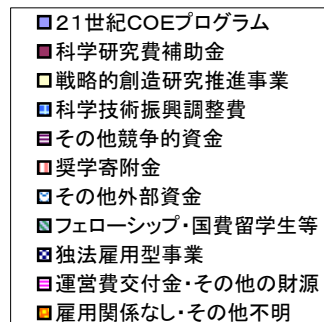 21世紀COEプログラム
科学研究費補助金
戦略的創造研究推進事業
科学技術振興調整費
その他競争的資金
奨学寄附金
その他外部資金
フェローシップ・国費留学生等
独法雇用型事業
運営費交付金・その他の財源
雇用関係なし・その他不明